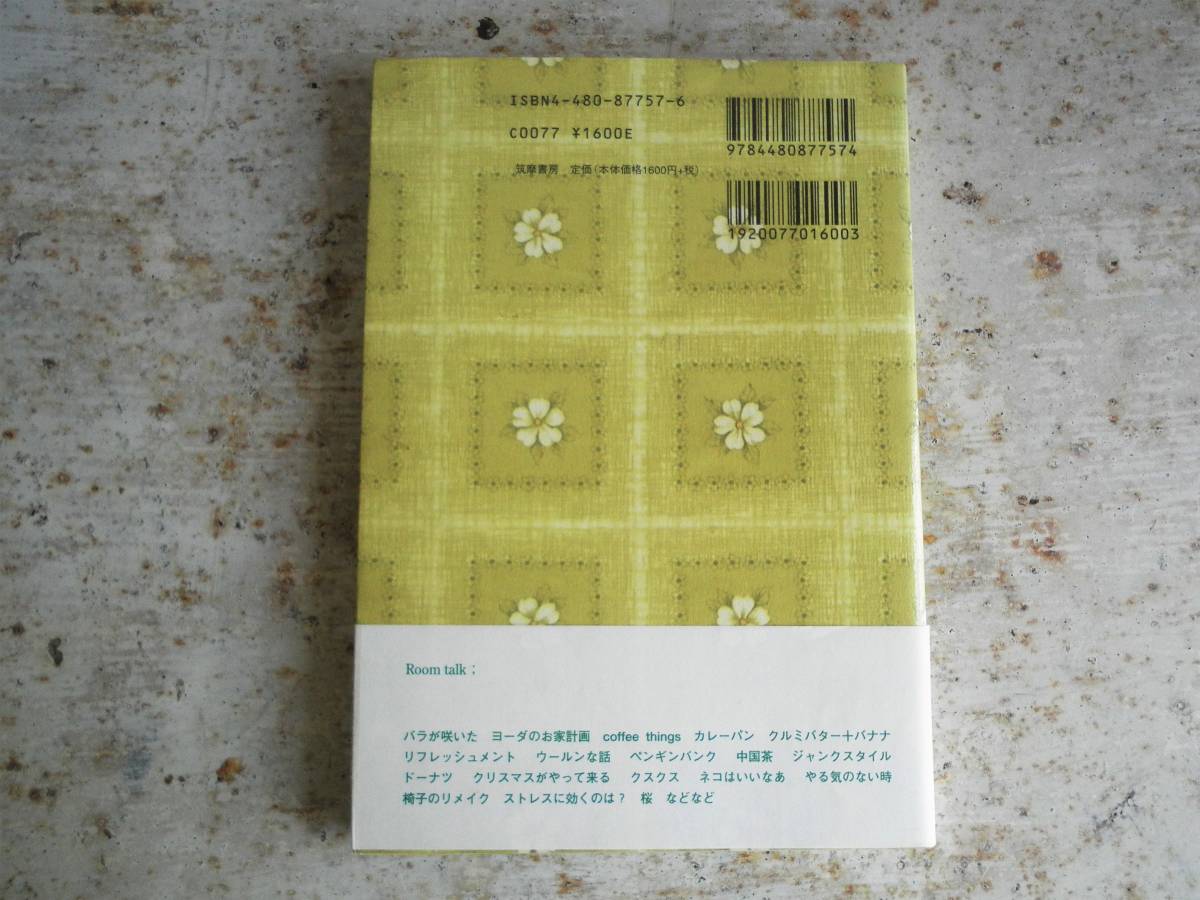 ISBN4-480-87757-6
C0077 ¥1600E
筑摩書房　定価(本体価格1600円+税)
9784480877574
1920077016003
Room talk ;
バラが咲いた　ヨーダのお家計画　coffee things　カレーパン　クルミバター＋バナナ
リフレッシュメント　ウールンな話　ペンギンバンク　中国茶　ジャンクスタイル
ドーナツ　クリスマスがやって来る　クスクス　ネコはいいなあ　やる気のない時
椅子のリメイク　ストレスに効くのは？　桜　などなど